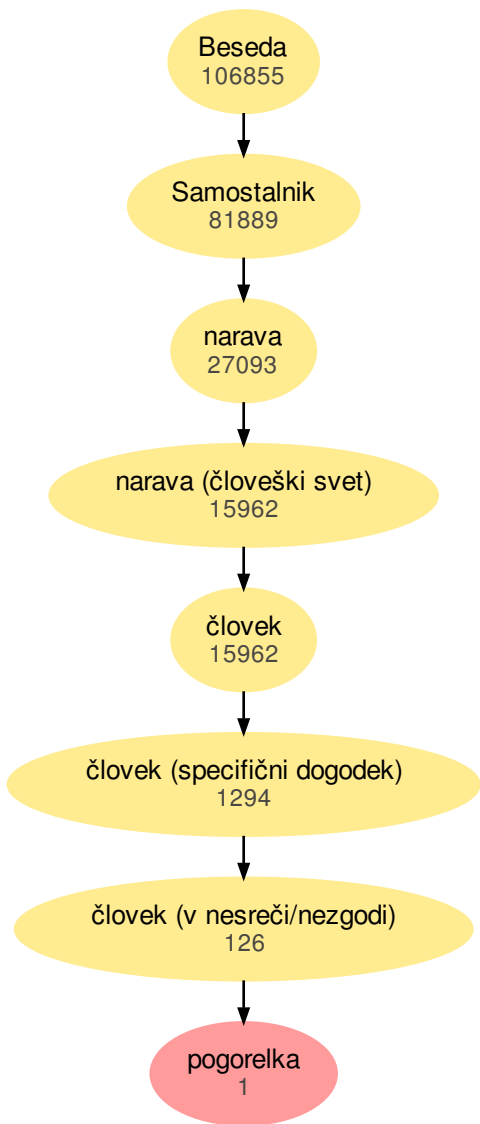 Beseda
106855
Samostalnik
81889
narava
27093
narava (človeški svet)
15962
človek
15962
človek (specifični dogodek)
1294
človek (v nesreči/nezgodi)
126
pogorelka
1